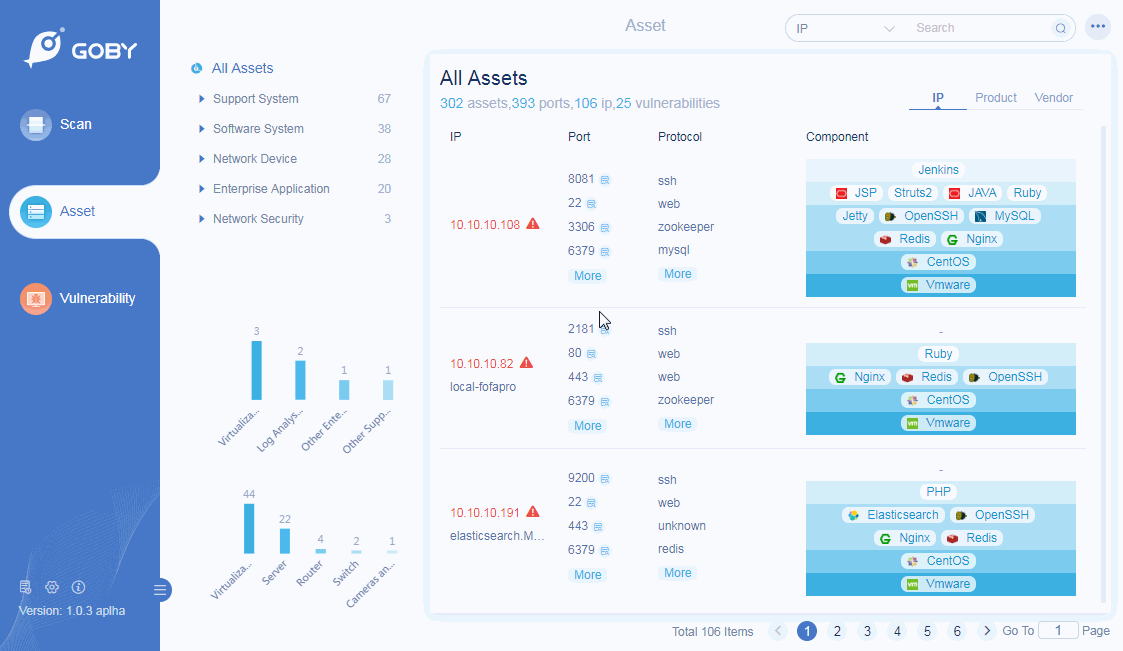 GOBY
Scan
Asset
Vulnerability
Version: 1.0.3 aplha
All Assets
Support System 67
Software System 38
Network Device 28
Enterprise Application 20
Network Security 3
3
2
1
1
Virtualiza...
Log Analys...
Other Ente...
Other Supp...
44
22
4
2
1
Virtualiza...
Server
Router
Switch
Cameras an...
Asset
IP
Search
All Assets
302 assets,393 ports,106 ip,25 vulnerabilities
IP Product Vendor
IP Port Protocol Component
10.10.10.108
8081
22
3306
6379
More
ssh
web
zookeeper
mysql
More
Jenkins
JSP Struts2 JAVA Ruby
Jetty OpenSSH MySQL
Redis Nginx
CentOS
vm Vmware
10.10.10.82
local-fofapro
2181
80
443
6379
More
ssh
web
web
zookeeper
More
-
Ruby
Nginx Redis OpenSSH
CentOS
vm Vmware
10.10.10.191
elasticsearch.M...
9200
22
443
6379
More
ssh
web
unknown
redis
More
-
PHP
Elasticsearch OpenSSH
Nginx Redis
CentOS
vm Vmware
Total 106 Items < 1 2 3 4 5 6 > Go To 1 Page